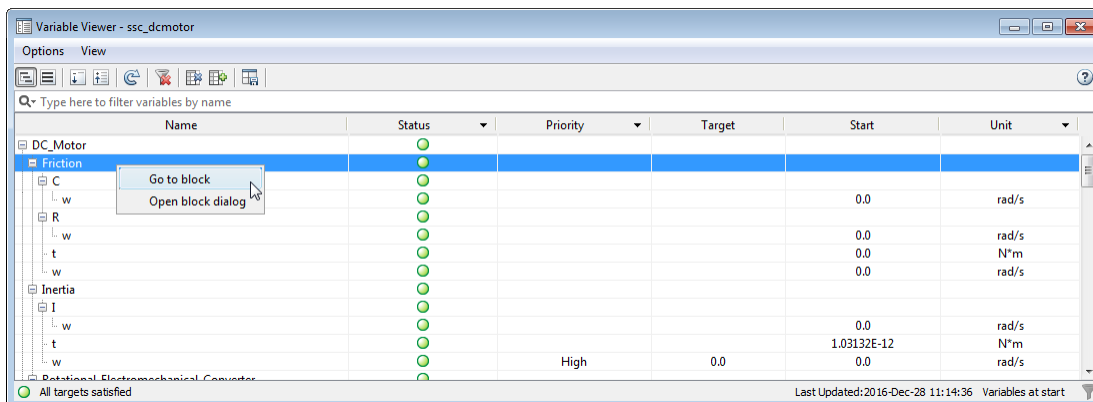 Variable Viewer - ssc_dcmotor
Options View
Type here to filter variables by name
Name Status Priority Target Start Unit
DC_Motor
Friction
Go to block
C
Open block dialog
w 0.0 rad/s
R
w 0.0 rad/s
t 0.0 N*m
w 0.0 rad/s
Inertia
I
w 0.0 rad/s
t 1.03132E-12 N*m
w High 0.0 0.0 rad/s
Rotational_Electromechanical_Converter
All targets satisfied Last Updated:2016-Dec-28 11:14:36 Variables at start